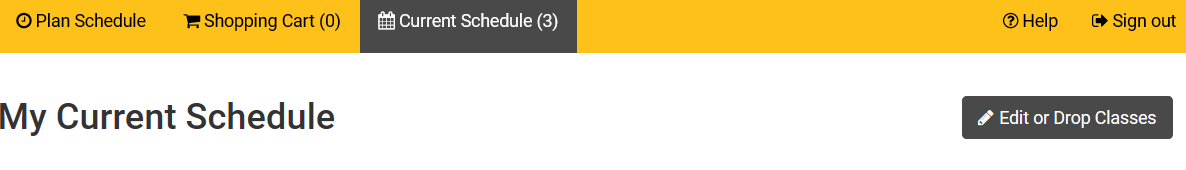 Plan Schedule Shopping Cart (0) Current Schedule (3) Help Sign out
My Current Schedule Edit or Drop Classes